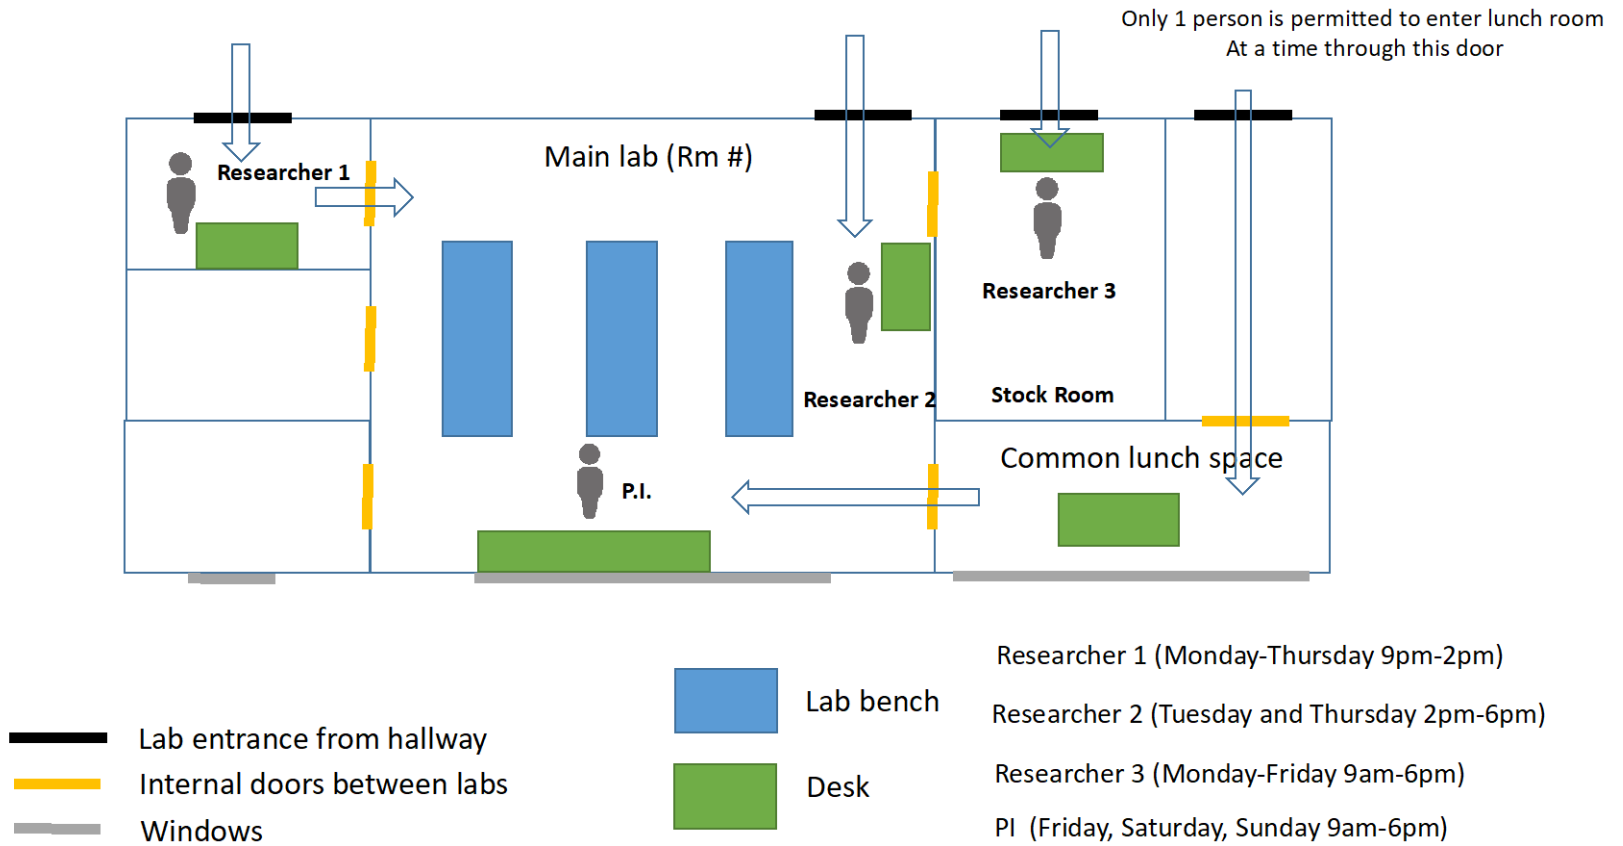 Only 1 person is permitted to enter lunch room
At a time through this door
Main lab (Rm #)
Researcher 1
Researcher 3
Researcher 2
Stock Room
Common lunch space
P.I.
Lab bench
Desk
Lab entrance from hallway
Internal doors between labs
Windows
Researcher 1 (Monday-Thursday 9pm-2pm)
Researcher 2 (Tuesday and Thursday 2pm-6pm)
Researcher 3 (Monday-Friday 9am-6pm)
PI (Friday, Saturday, Sunday 9am-6pm)